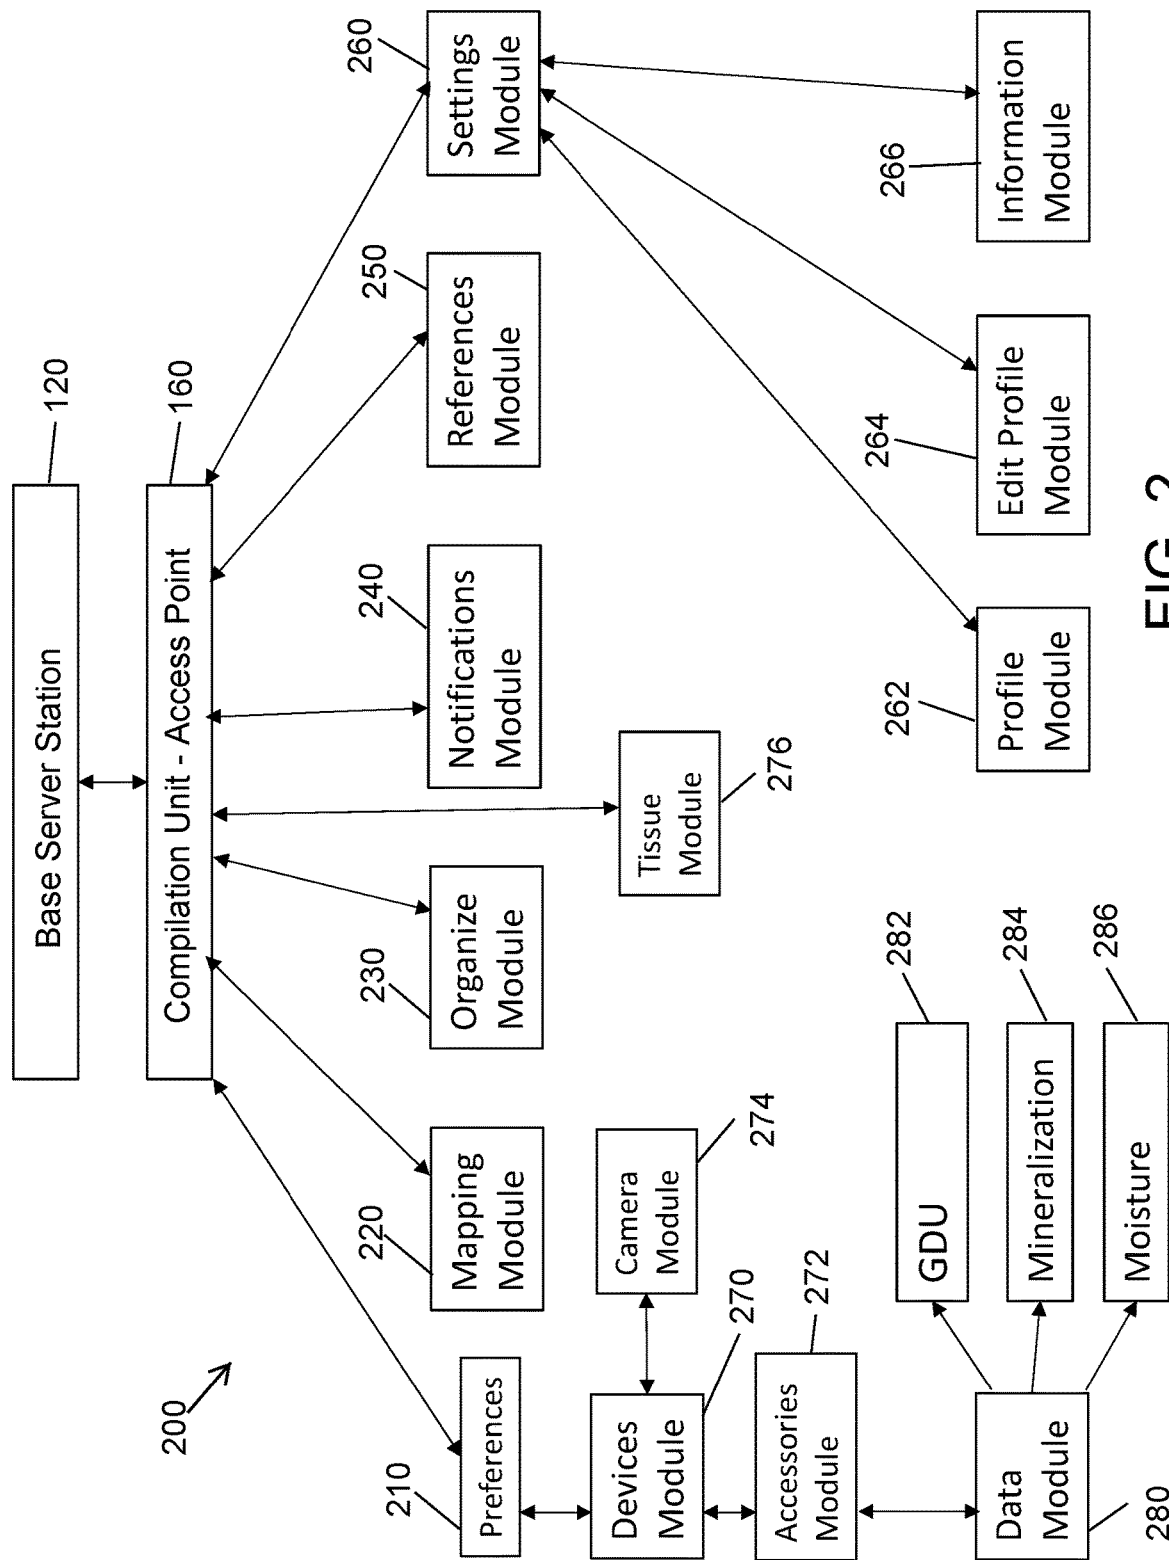 Base Server Station
120
Compilation Unit - Access Point
160
200
210
Preferences
220
Mapping
Module
230
Organize
Module
240
Notifications
Module
250
References
Module
260
Settings
Module
Devices
Module
270
Camera
Module
274
Tissue
Module
276
Accessories
Module
272
Data
Module
280
GDU
282
Mineralization
284
Moisture
286
262
Profile
Module
264
Edit Profile
Module
266
Information
Module
FIG. 2